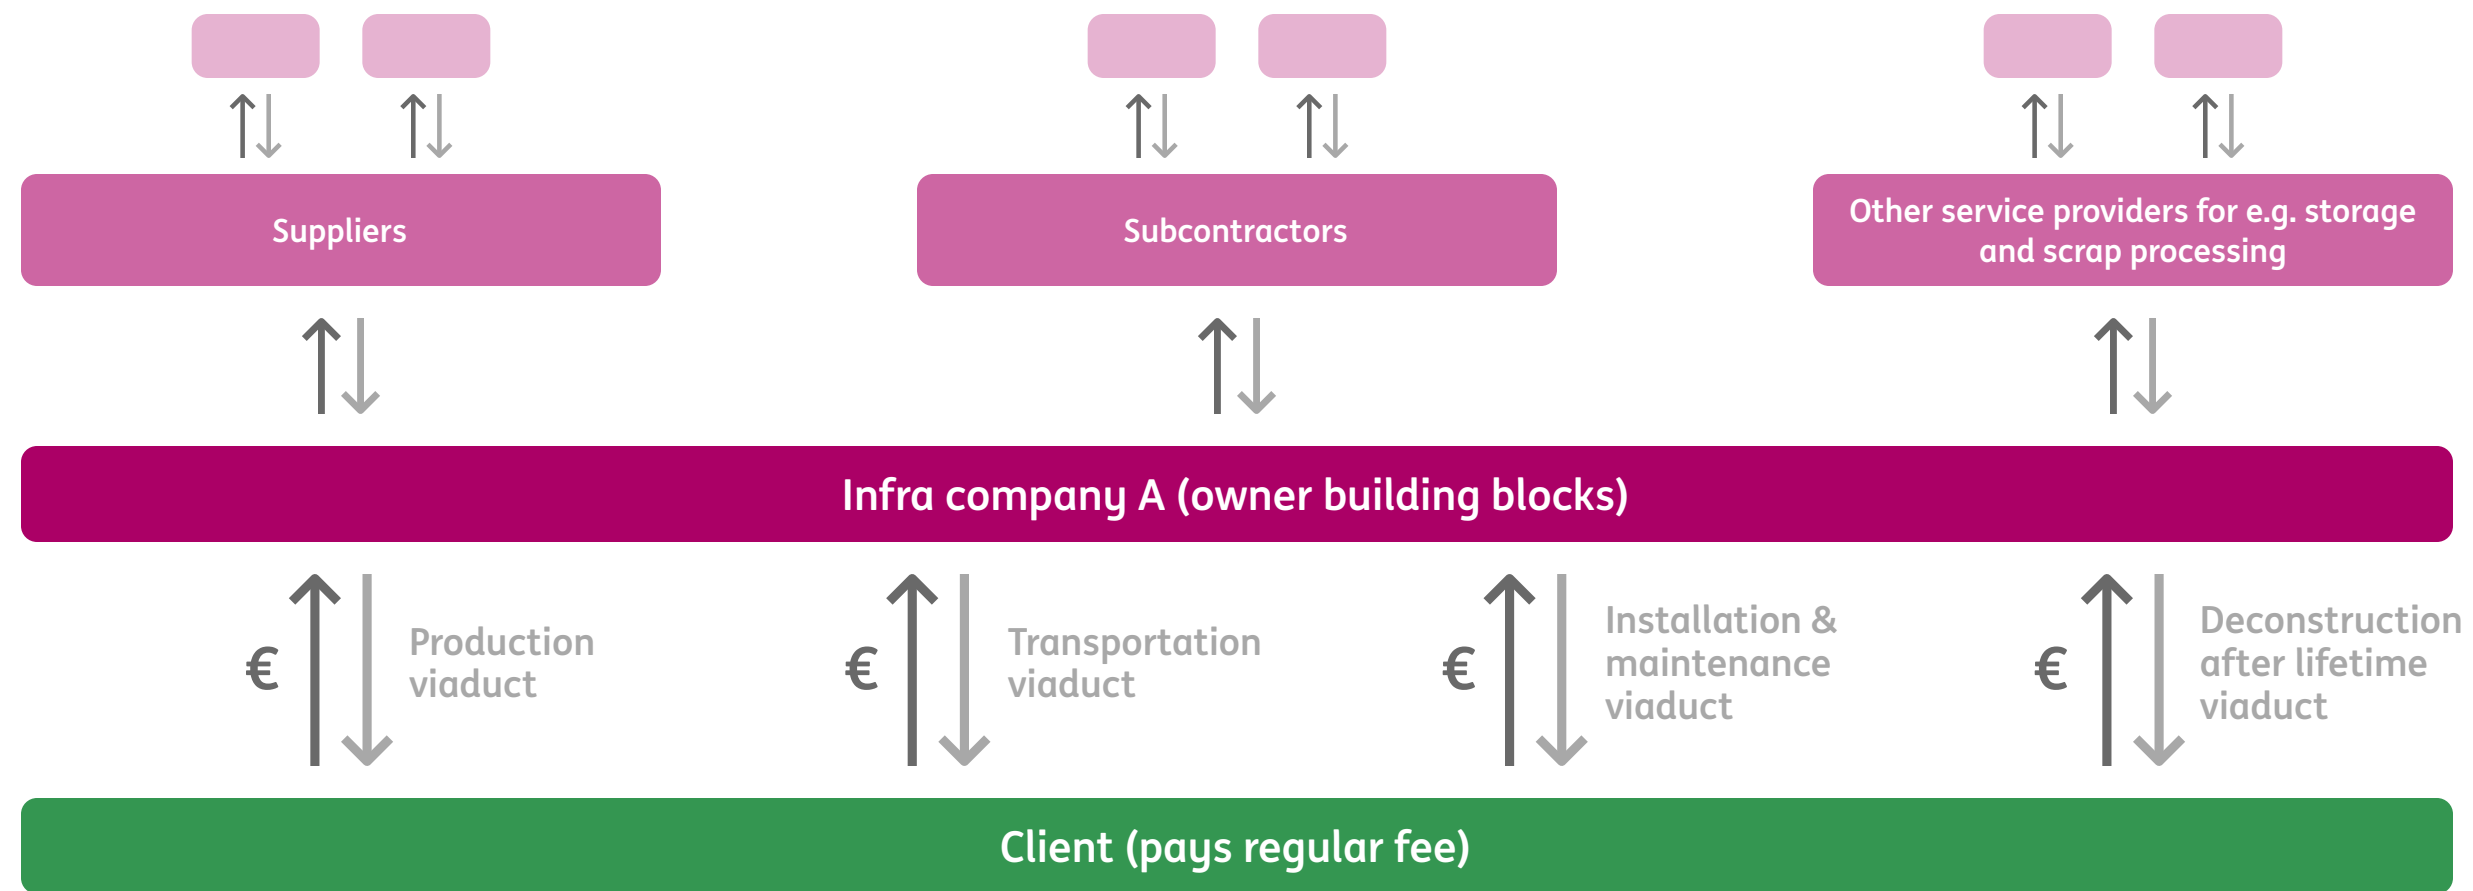 Suppliers
Subcontractors
Other service providers for e.g. storage
and scrap processing
Infra company A (owner building blocks)
€
Production
viaduct
€
Transportation
viaduct
€
Installation &
maintenance
viaduct
€
Deconstruction
after lifetime
viaduct
Client (pays regular fee)